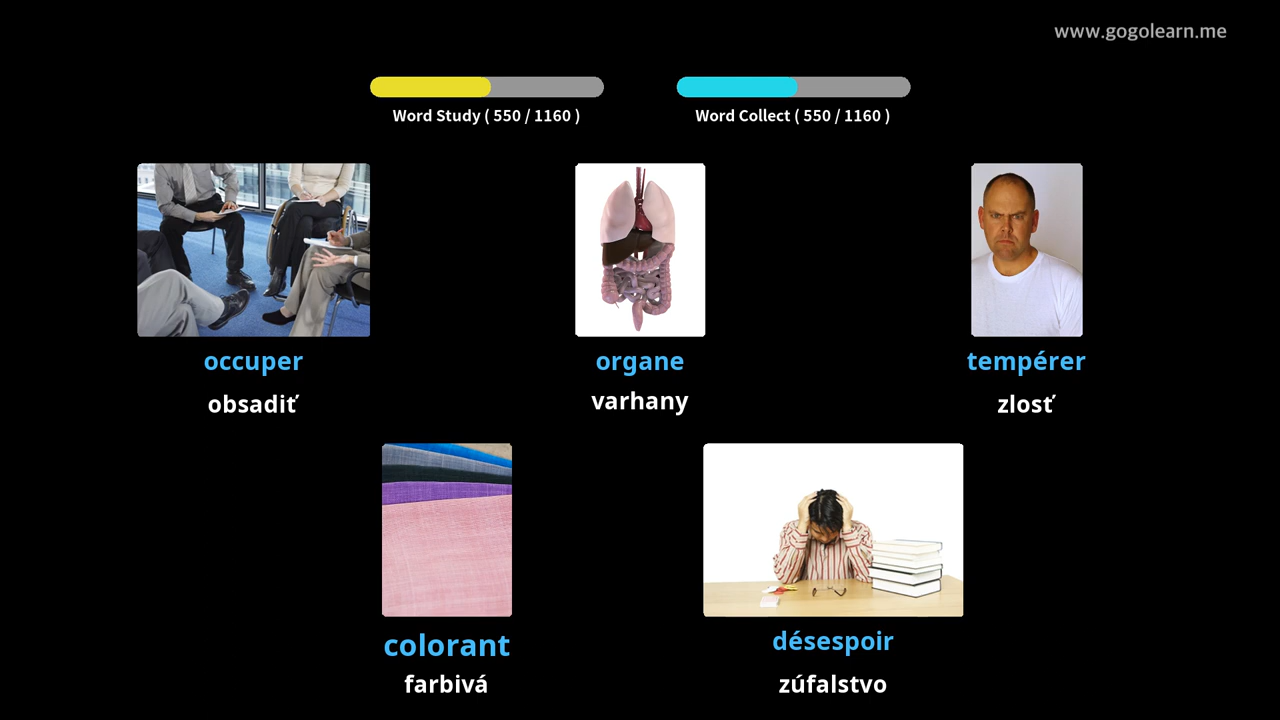 www.gogolearn.me
Word Study ( 550 / 1160 )
Word Collect ( 550 / 1160 )
occuper
obsadiť
organe
varhany
tempérer
zlosť
colorant
farbivá
désespoir
zúfalstvo